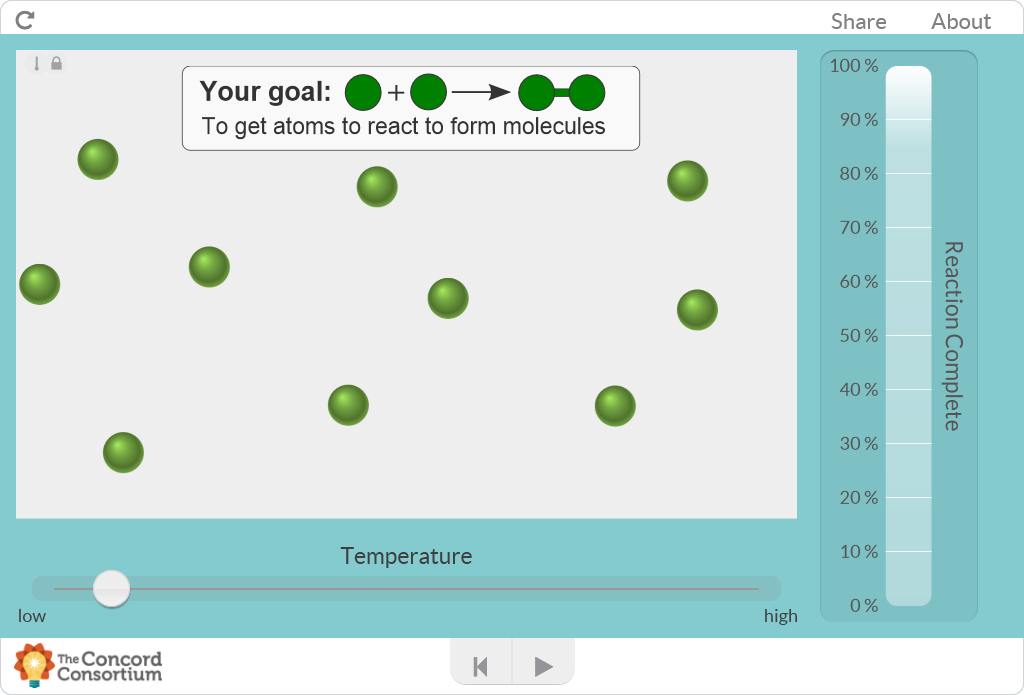 Share About
Your goal: + 
To get atoms to react to form molecules
100 %
90 %
80 %
70 %
60 %
50 %
40 %
30 %
20 %
10 %
0 %
Reaction Complete
Temperature
low
high
The Concord
Consortium